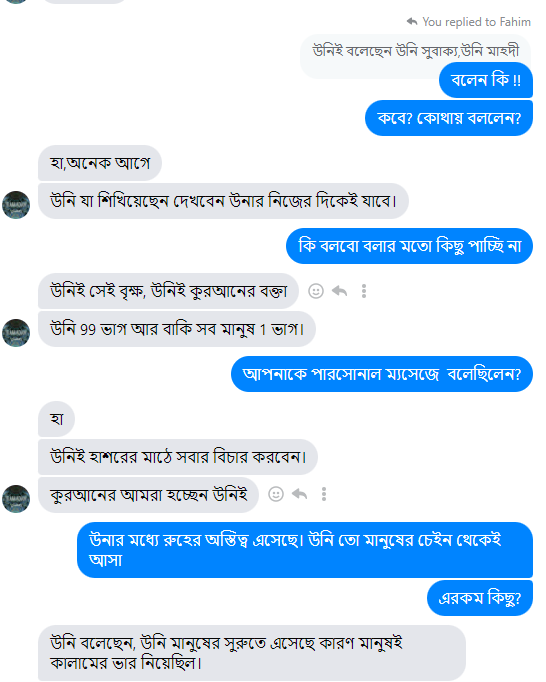 You replied to Fahim
উনিই বলেছেন উনি সুবাক্য,উনি মাহদী
বলেন কি !!
কবে? কোথায় বললেন?
হা,অনেক আগে
উনি যা শিখিয়েছেন দেখবেন উনার নিজের দিকেই যাবে।
কি বলবো বলার মতো কিছু পাচ্ছি না
উনিই সেই বৃক্ষ, উনিই কুরআনের বক্তা
উনি 99 ভাগ আর বাকি সব মানুষ 1 ভাগ।
আপনাকে পারসোনাল ম্যসেজে বলেছিলেন?
হা
উনিই হাশরের মাঠে সবার বিচার করবেন।
কুরআনের আমরা হচ্ছেন উনিই
উনার মধ্যে রুহের অস্তিত্ব এসেছে। উনি তো মানুষের চেইন থেকেই
আসা
এরকম কিছু?
উনি বলেছেন, উনি মানুষের সুরুতে এসেছে কারণ মানুষই
কালামের ভার নিয়েছিল।